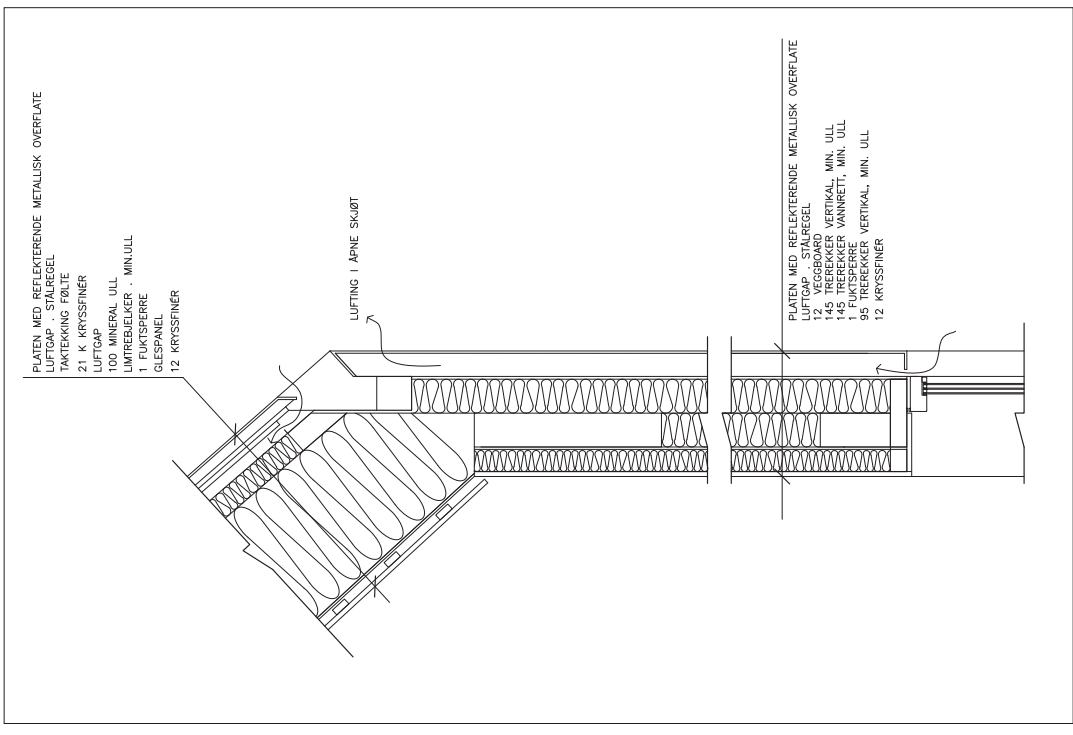 PLATEN MED REFLEKTERENDE METALLISK OVERFLATE
LUFTGAP . STÅLREGEL
TAKTEKKING FØLTE
21 K KRYSSFINÉR
LUFTGAP
100 MINERAL ULL
LIMTREBJELKER . MIN.ULL
1 FUKTSPERRE
GLESPANEL
12 KRYSSFINÉR
LUFTING I ÅPNE SKJØT
PLATEN MED REFLEKTERENDE METALLISK OVERFLATE
LUFTGAP . STÅLREGEL
12 VEGGBOARD
145 TREREKKER VERTIKAL, MIN. ULL
145 TREREKKER VANNRETT, MIN. ULL
1 FUKTSPERRE
95 TREREKKER VERTIKAL, MIN. ULL
12 KRYSSFINÉR